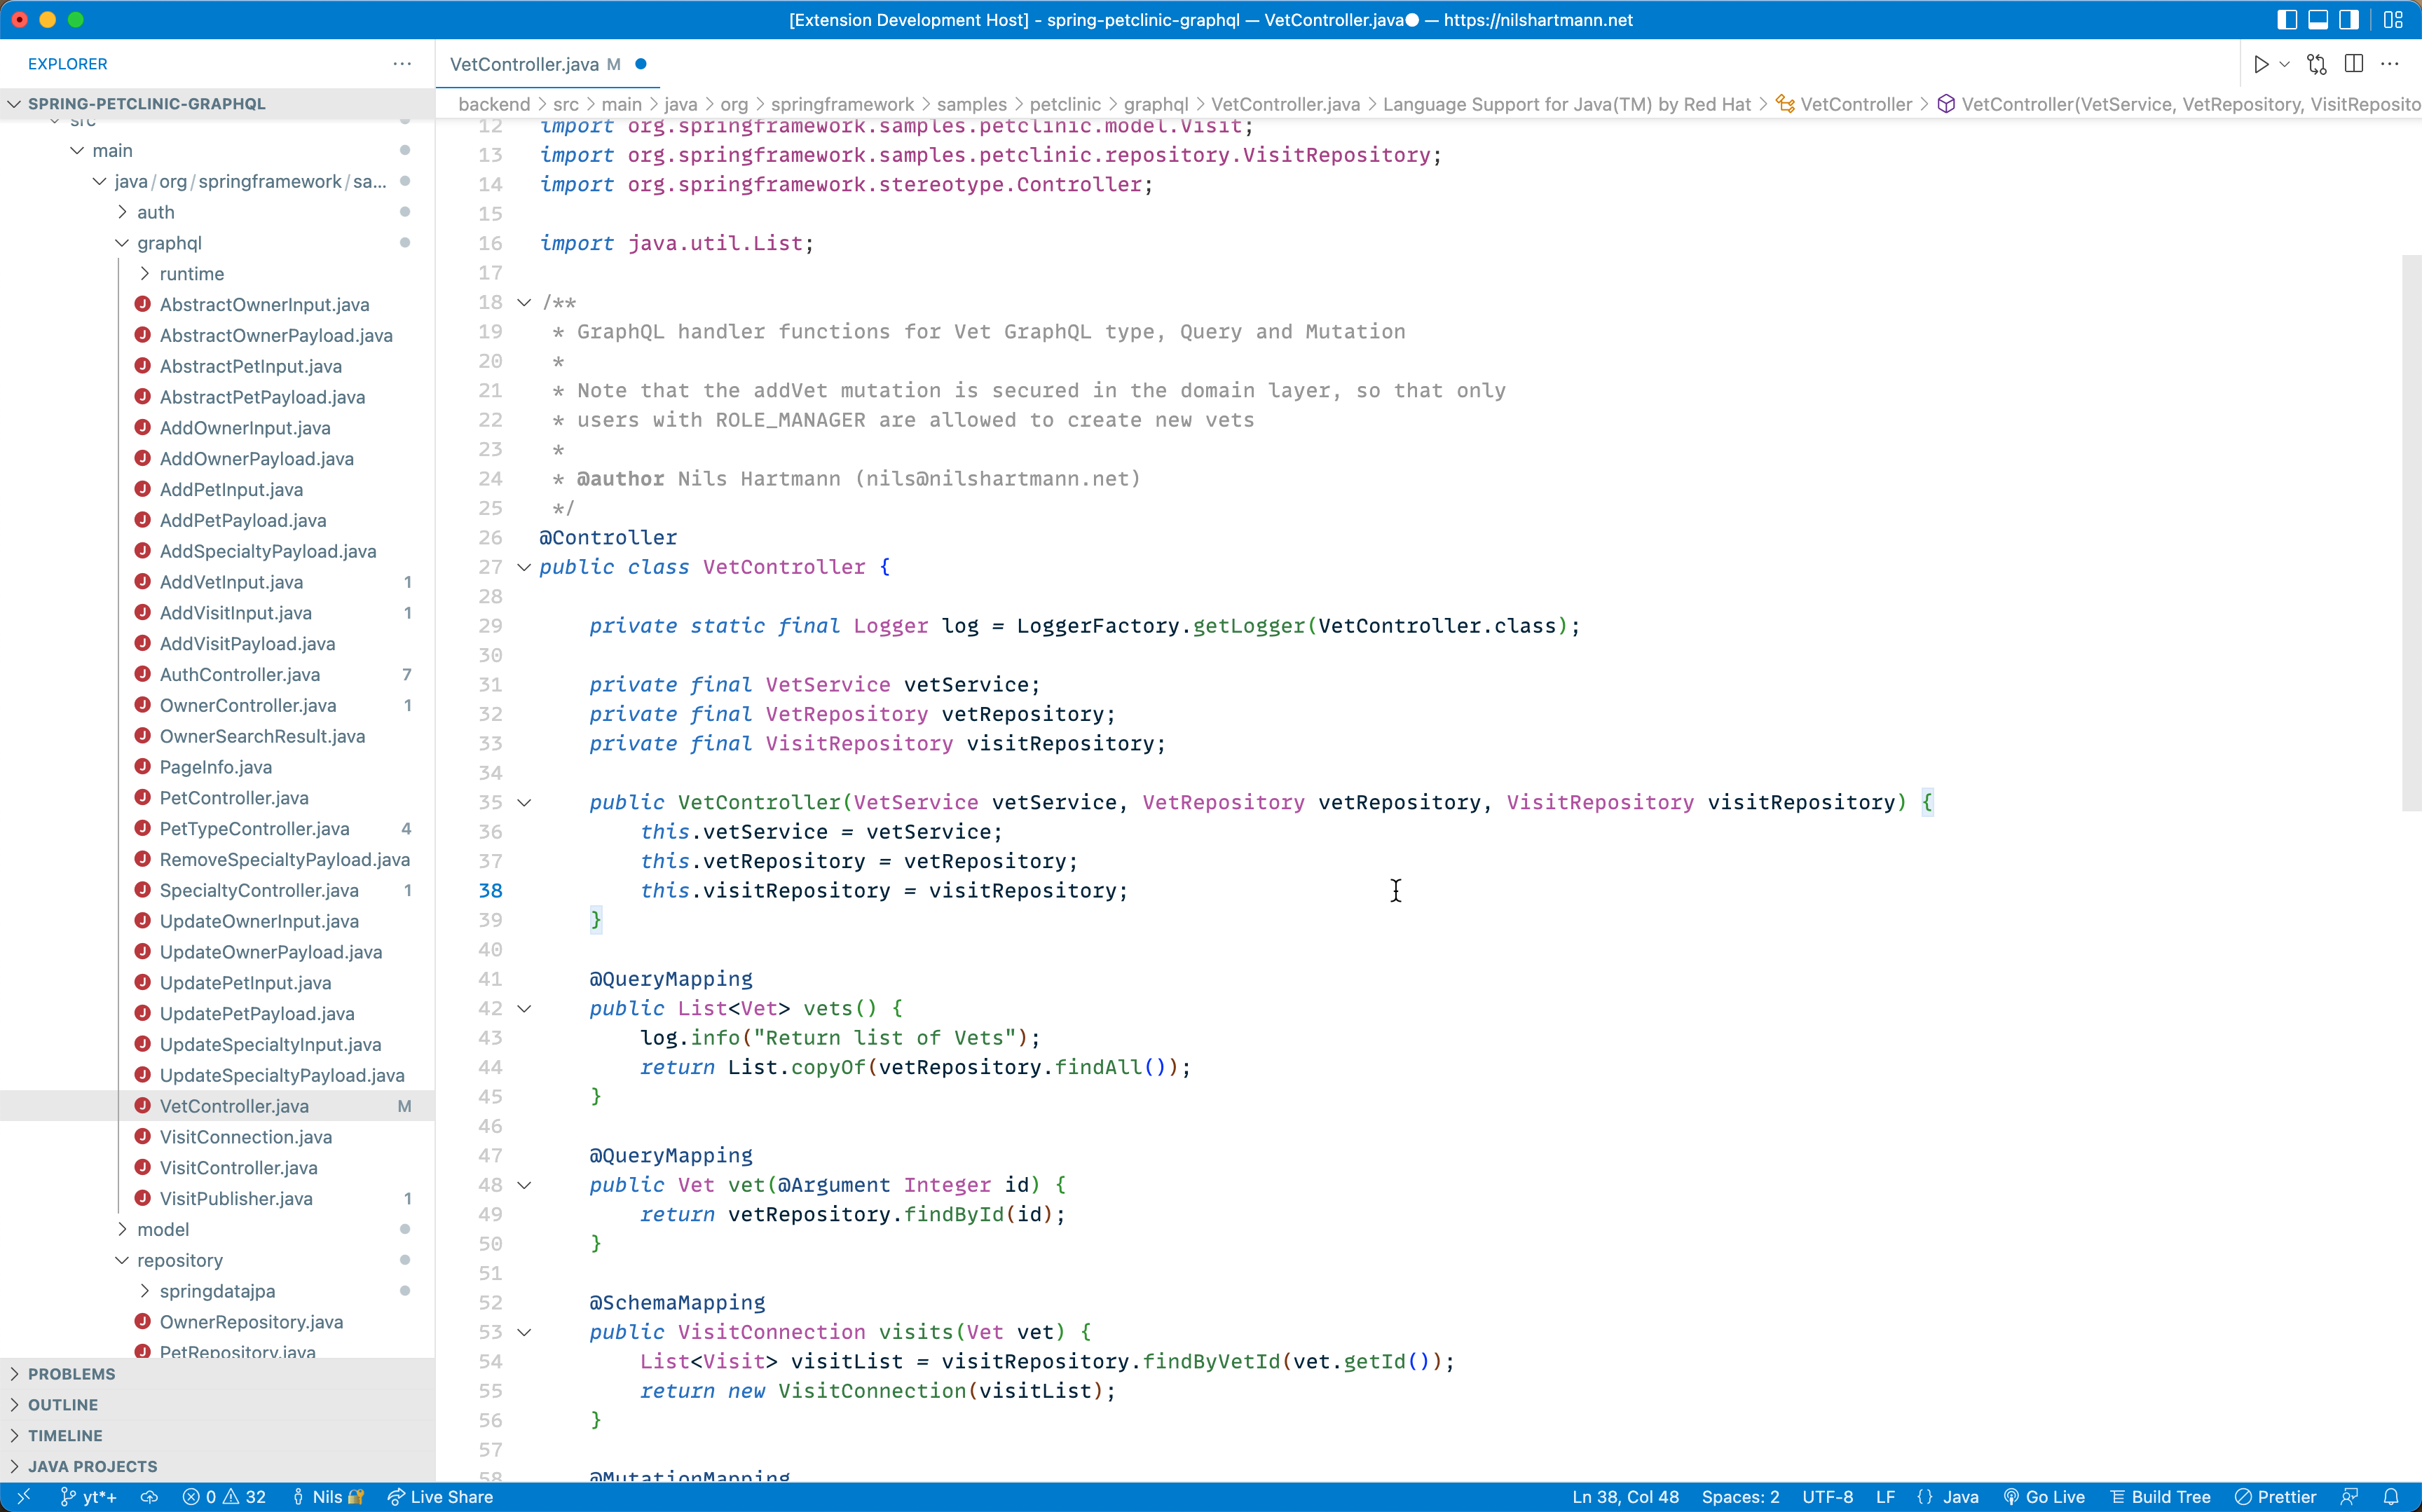 [Extension Development Host] - spring-petclinic-graphql — VetController.java● — https://nilshartmann.net
EXPLORER
SPRING-PETCLINIC-GRAPHQL
src
main
java/org/springframework/sa...
auth
graphql
runtime
AbstractOwnerInput.java
AbstractOwnerPayload.java
AbstractPetInput.java
AbstractPetPayload.java
AddOwnerInput.java
AddOwnerPayload.java
AddPetInput.java
AddPetPayload.java
AddSpecialtyPayload.java
AddVetInput.java 1
AddVisitInput.java 1
AddVisitPayload.java
AuthController.java 7
OwnerController.java 1
OwnerSearchResult.java
PageInfo.java
PetController.java
PetTypeController.java 4
RemoveSpecialtyPayload.java
SpecialtyController.java 1
UpdateOwnerInput.java
UpdateOwnerPayload.java
UpdatePetInput.java
UpdatePetPayload.java
UpdateSpecialtyInput.java
UpdateSpecialtyPayload.java
VetController.java M
VisitConnection.java
VisitController.java
VisitPublisher.java 1
model
repository
springdatajpa
OwnerRepository.java
PetRepository.java
PROBLEMS
OUTLINE
TIMELINE
JAVA PROJECTS
VetController.java M
backend > src > main > java > org > springframework > samples > petclinic > graphql > VetController.java > Language Support for Java(TM) by Red Hat > VetController > VetController(VetService, VetRepository, VisitReposito
12 import org.springframework.samples.petclinic.model.Visit;
13 import org.springframework.samples.petclinic.repository.VisitRepository;
14 import org.springframework.stereotype.Controller;
15
16 import java.util.List;
17
18 /**
19 * GraphQL handler functions for Vet GraphQL type, Query and Mutation
20 *
21 * Note that the addVet mutation is secured in the domain layer, so that only
22 * users with ROLE_MANAGER are allowed to create new vets
23 *
24 * @author Nils Hartmann (nils@nilshartmann.net)
25 */
26 @Controller
27 public class VetController {
28
29 private static final Logger log = LoggerFactory.getLogger(VetController.class);
30
31 private final VetService vetService;
32 private final VetRepository vetRepository;
33 private final VisitRepository visitRepository;
34
35 public VetController(VetService vetService, VetRepository vetRepository, VisitRepository visitRepository) {
36 this.vetService = vetService;
37 this.vetRepository = vetRepository;
38 this.visitRepository = visitRepository;
39 }
40
41 @QueryMapping
42 public List<Vet> vets() {
43 log.info("Return list of Vets");
44 return List.copyOf(vetRepository.findAll());
45 }
46
47 @QueryMapping
48 public Vet vet(@Argument Integer id) {
49 return vetRepository.findById(id);
50 }
51
52 @SchemaMapping
53 public VisitConnection visits(Vet vet) {
54 List<Visit> visitList = visitRepository.findByVetId(vet.getId());
55 return new VisitConnection(visitList);
56 }
57
58 @MutationMapping
yt*+ 0 32 Nils 🔐 Live Share Ln 38, Col 48 Spaces: 2 UTF-8 LF {} Java Go Live Build Tree Prettier